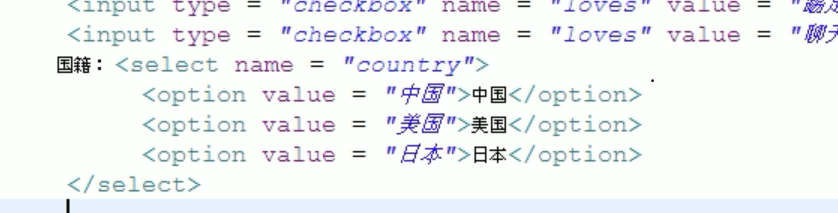 <input type = "checkbox" name = "loves" value = "
<input type = "checkbox" name = "loves" value = "聊天
国籍：<select name = "country">
<option value = "中国">中国</option>
<option value = "美国">美国</option>
<option value = "日本">日本</option>
</select>